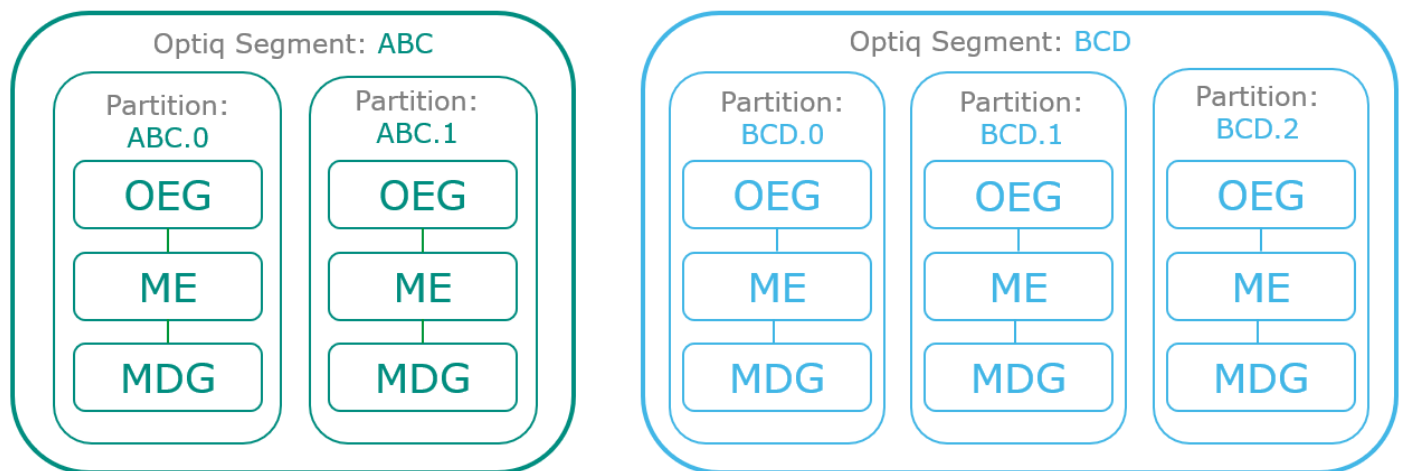 Optiq Segment: ABC
Partition:
ABC.0
OEG
ME
MDG
Partition:
ABC.1
OEG
ME
MDG
Optiq Segment: BCD
Partition:
BCD.0
OEG
ME
MDG
Partition:
BCD.1
OEG
ME
MDG
Partition:
BCD.2
OEG
ME
MDG